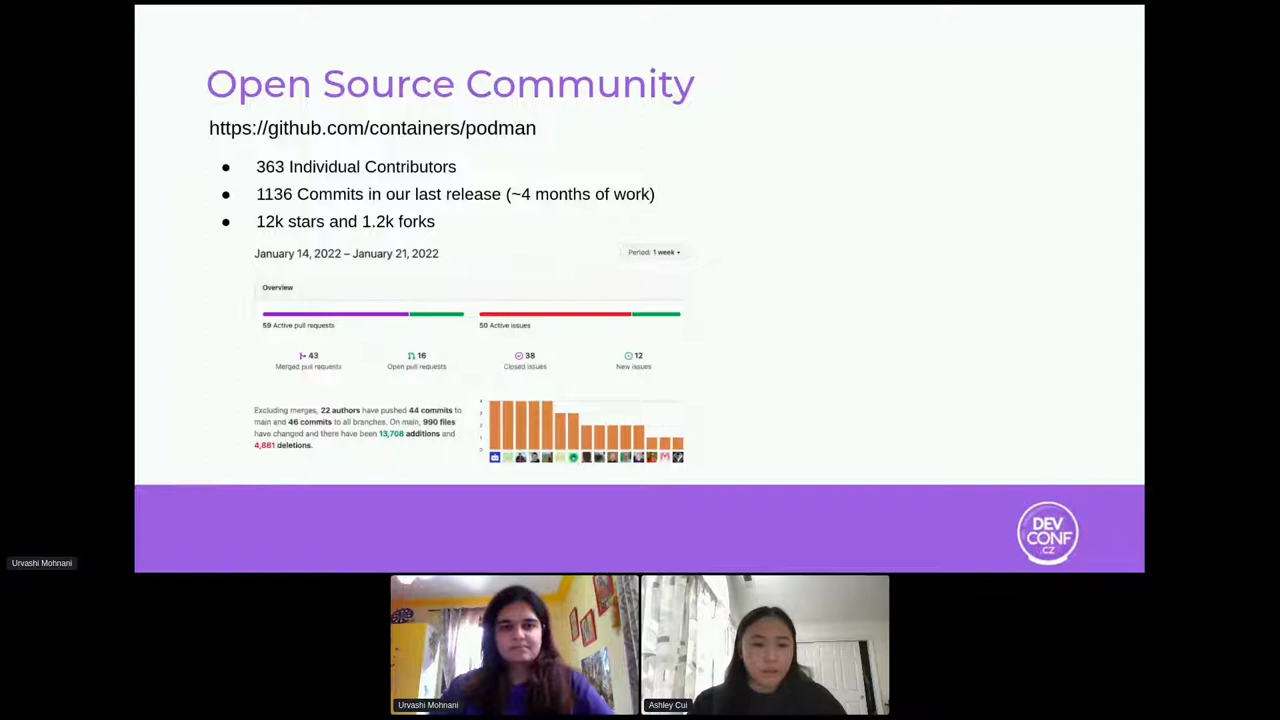 Open Source Community
https://github.com/containers/podman
● 363 Individual Contributors
● 1136 Commits in our last release (~4 months of work)
● 12k stars and 1.2k forks
January 14, 2022 – January 21, 2022
Period: 1 week
Overview
59 Active pull requests
50 Active issues
43
Merged pull requests
16
Open pull requests
38
Closed issues
12
New issues
Excluding merges, 22 authors have pushed 44 commits to
main and 46 commits to all branches. On main, 990 files
have changed and there have been 13,708 additions and
4,881 deletions.
4
3
2
1
0
DEV
CONF
.CZ
Urvashi Mohnani
Urvashi Mohnani
Ashley Cui